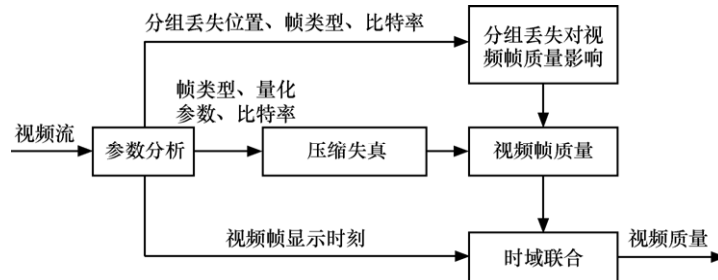 分组丢失位置、帧类型、比特率
分组丢失对视
频帧质量影响
帧类型、量化
参数、比特率
视频流
参数分析
压缩失真
视频帧质量
视频帧显示时刻
时域联合
视频质量